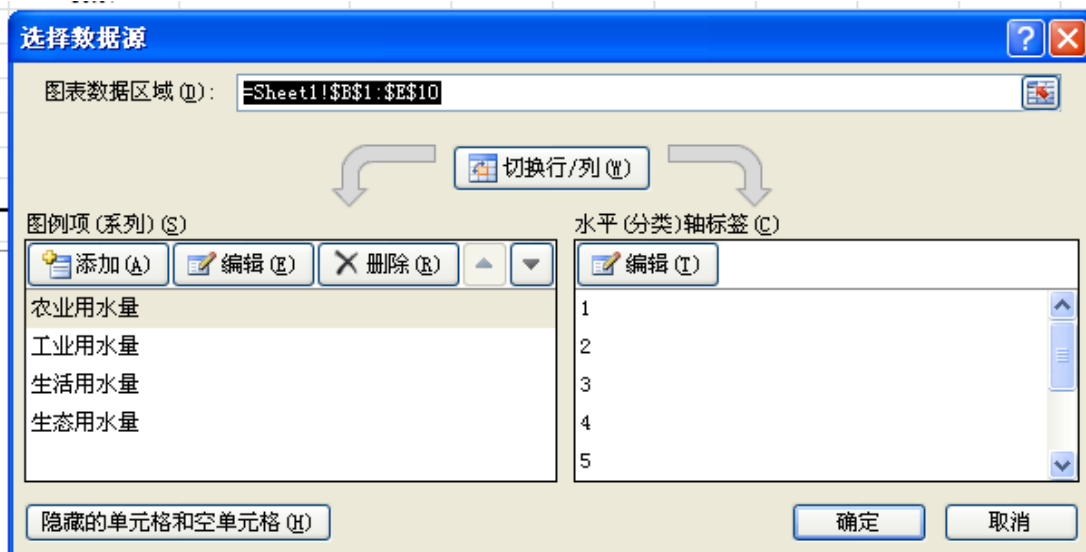 选择数据源
图表数据区域(D): =Sheet1!$B$1:$E$10
切换行/列(W)
图例项(系列)(S)
水平(分类)轴标签(C)
添加(A) 编辑(E) 删除(R)
编辑(T)
农业用水量
工业用水量
生活用水量
生态用水量
1
2
3
4
5
隐藏的单元格和空单元格(H)
确定
取消